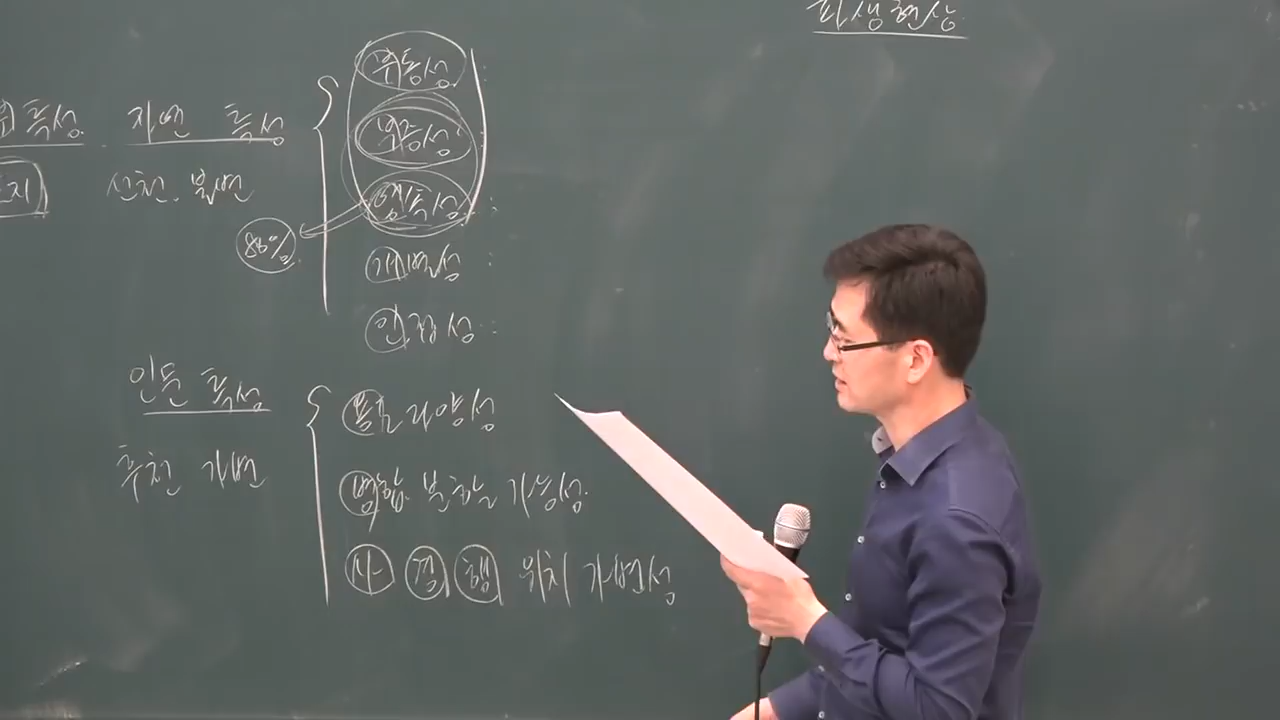 파생현상
특성 자연 특성
토지 선천. 불변
부동성 :
부증성
영속성 :
88%
개별성 :
인접성 :
인문 특성
후천 가변
용도 다양성
병합 분할 가능성.
사 경 행 위치 가변성